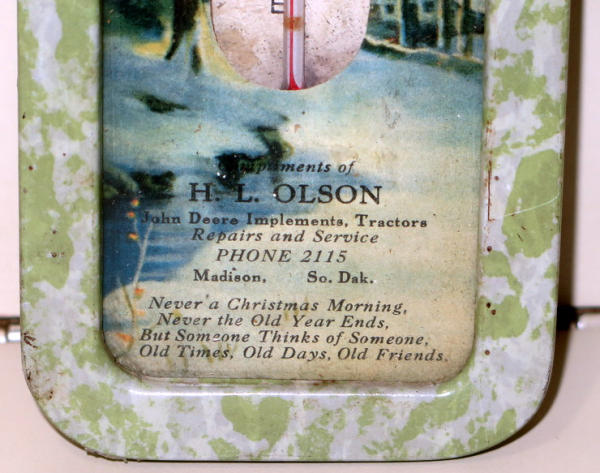 E
Compliments of
H. L. OLSON
John Deere Implements, Tractors
Repairs and Service
PHONE 2115
Madison, So. Dak.
Never a Christmas Morning,
Never the Old Year Ends,
But Someone Thinks of Someone,
Old Times, Old Days, Old Friends.